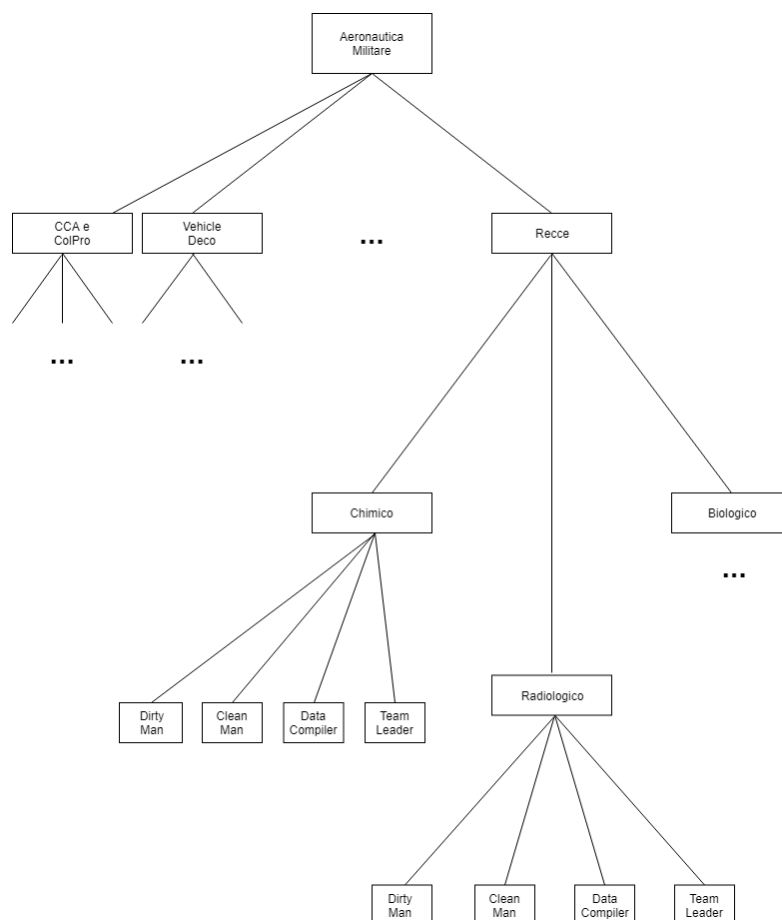 Aeronautica
Militare
CCA e
ColPro
Vehicle
Deco
...
Recce
...
...
Chimico
Biologico
...
Radiologico
Dirty
Man
Clean
Man
Data
Compiler
Team
Leader
Dirty
Man
Clean
Man
Data
Compiler
Team
Leader